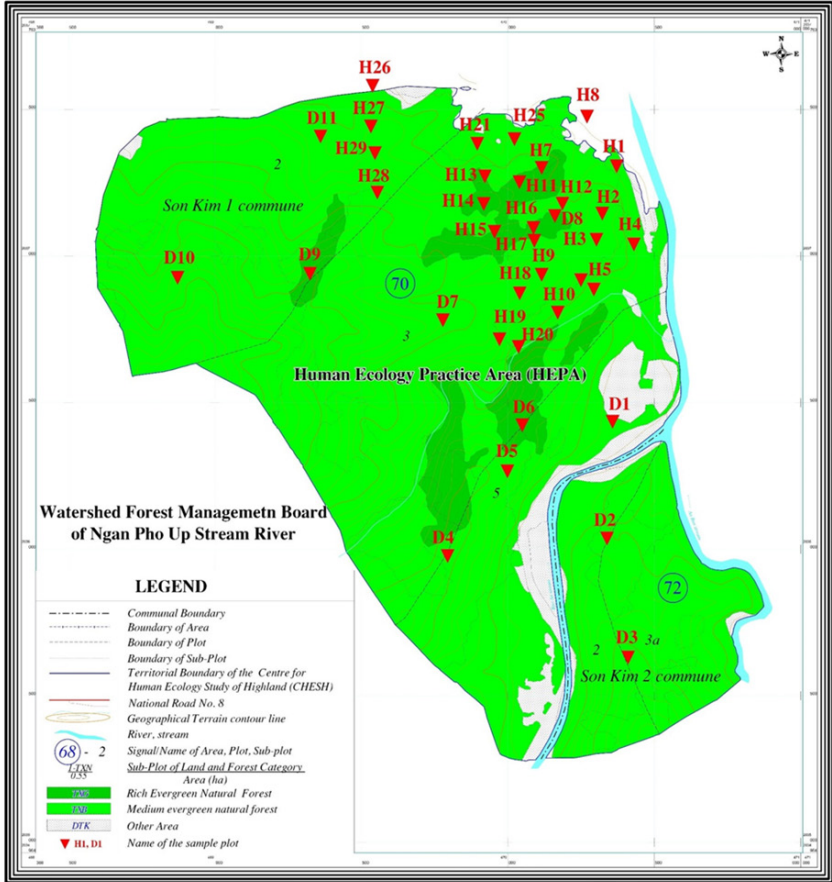 N
W E
S
H26
H8
H27
D11
H25
H21
H29
H7
H1
2
H28
H13
H11
H12
H2
Son Kim 1 commune
H14
H16
D8
H4
H15
H17
H3
D10
D9
H9
H18
H5
70
D7
H10
H19
3
H20
Human Ecology Practice Area (HEPA)
D6
D1
D5
5
Watershed Forest Managemetn Board
of Ngan Pho Up Stream River
D2
D4
72
D3
3a
2
Son Kim 2 commune
LEGEND
Communal Boundary
Boundary of Area
Boundary of Plot
Boundary of Sub-Plot
Territorial Boundary of the Centre for
Human Ecology Study of Highland (CHESH)
National Road No. 8
Geographical Terrain contour line
River, stream
68 - 2 Signal/Name of Area, Plot, Sub-plot
1-TXN Sub-Plot of Land and Forest Category
0.55 Area (ha)
Rich Evergreen Natural Forest
Medium evergreen natural forest
DTK Other Area
H1, D1 Name of the sample plot